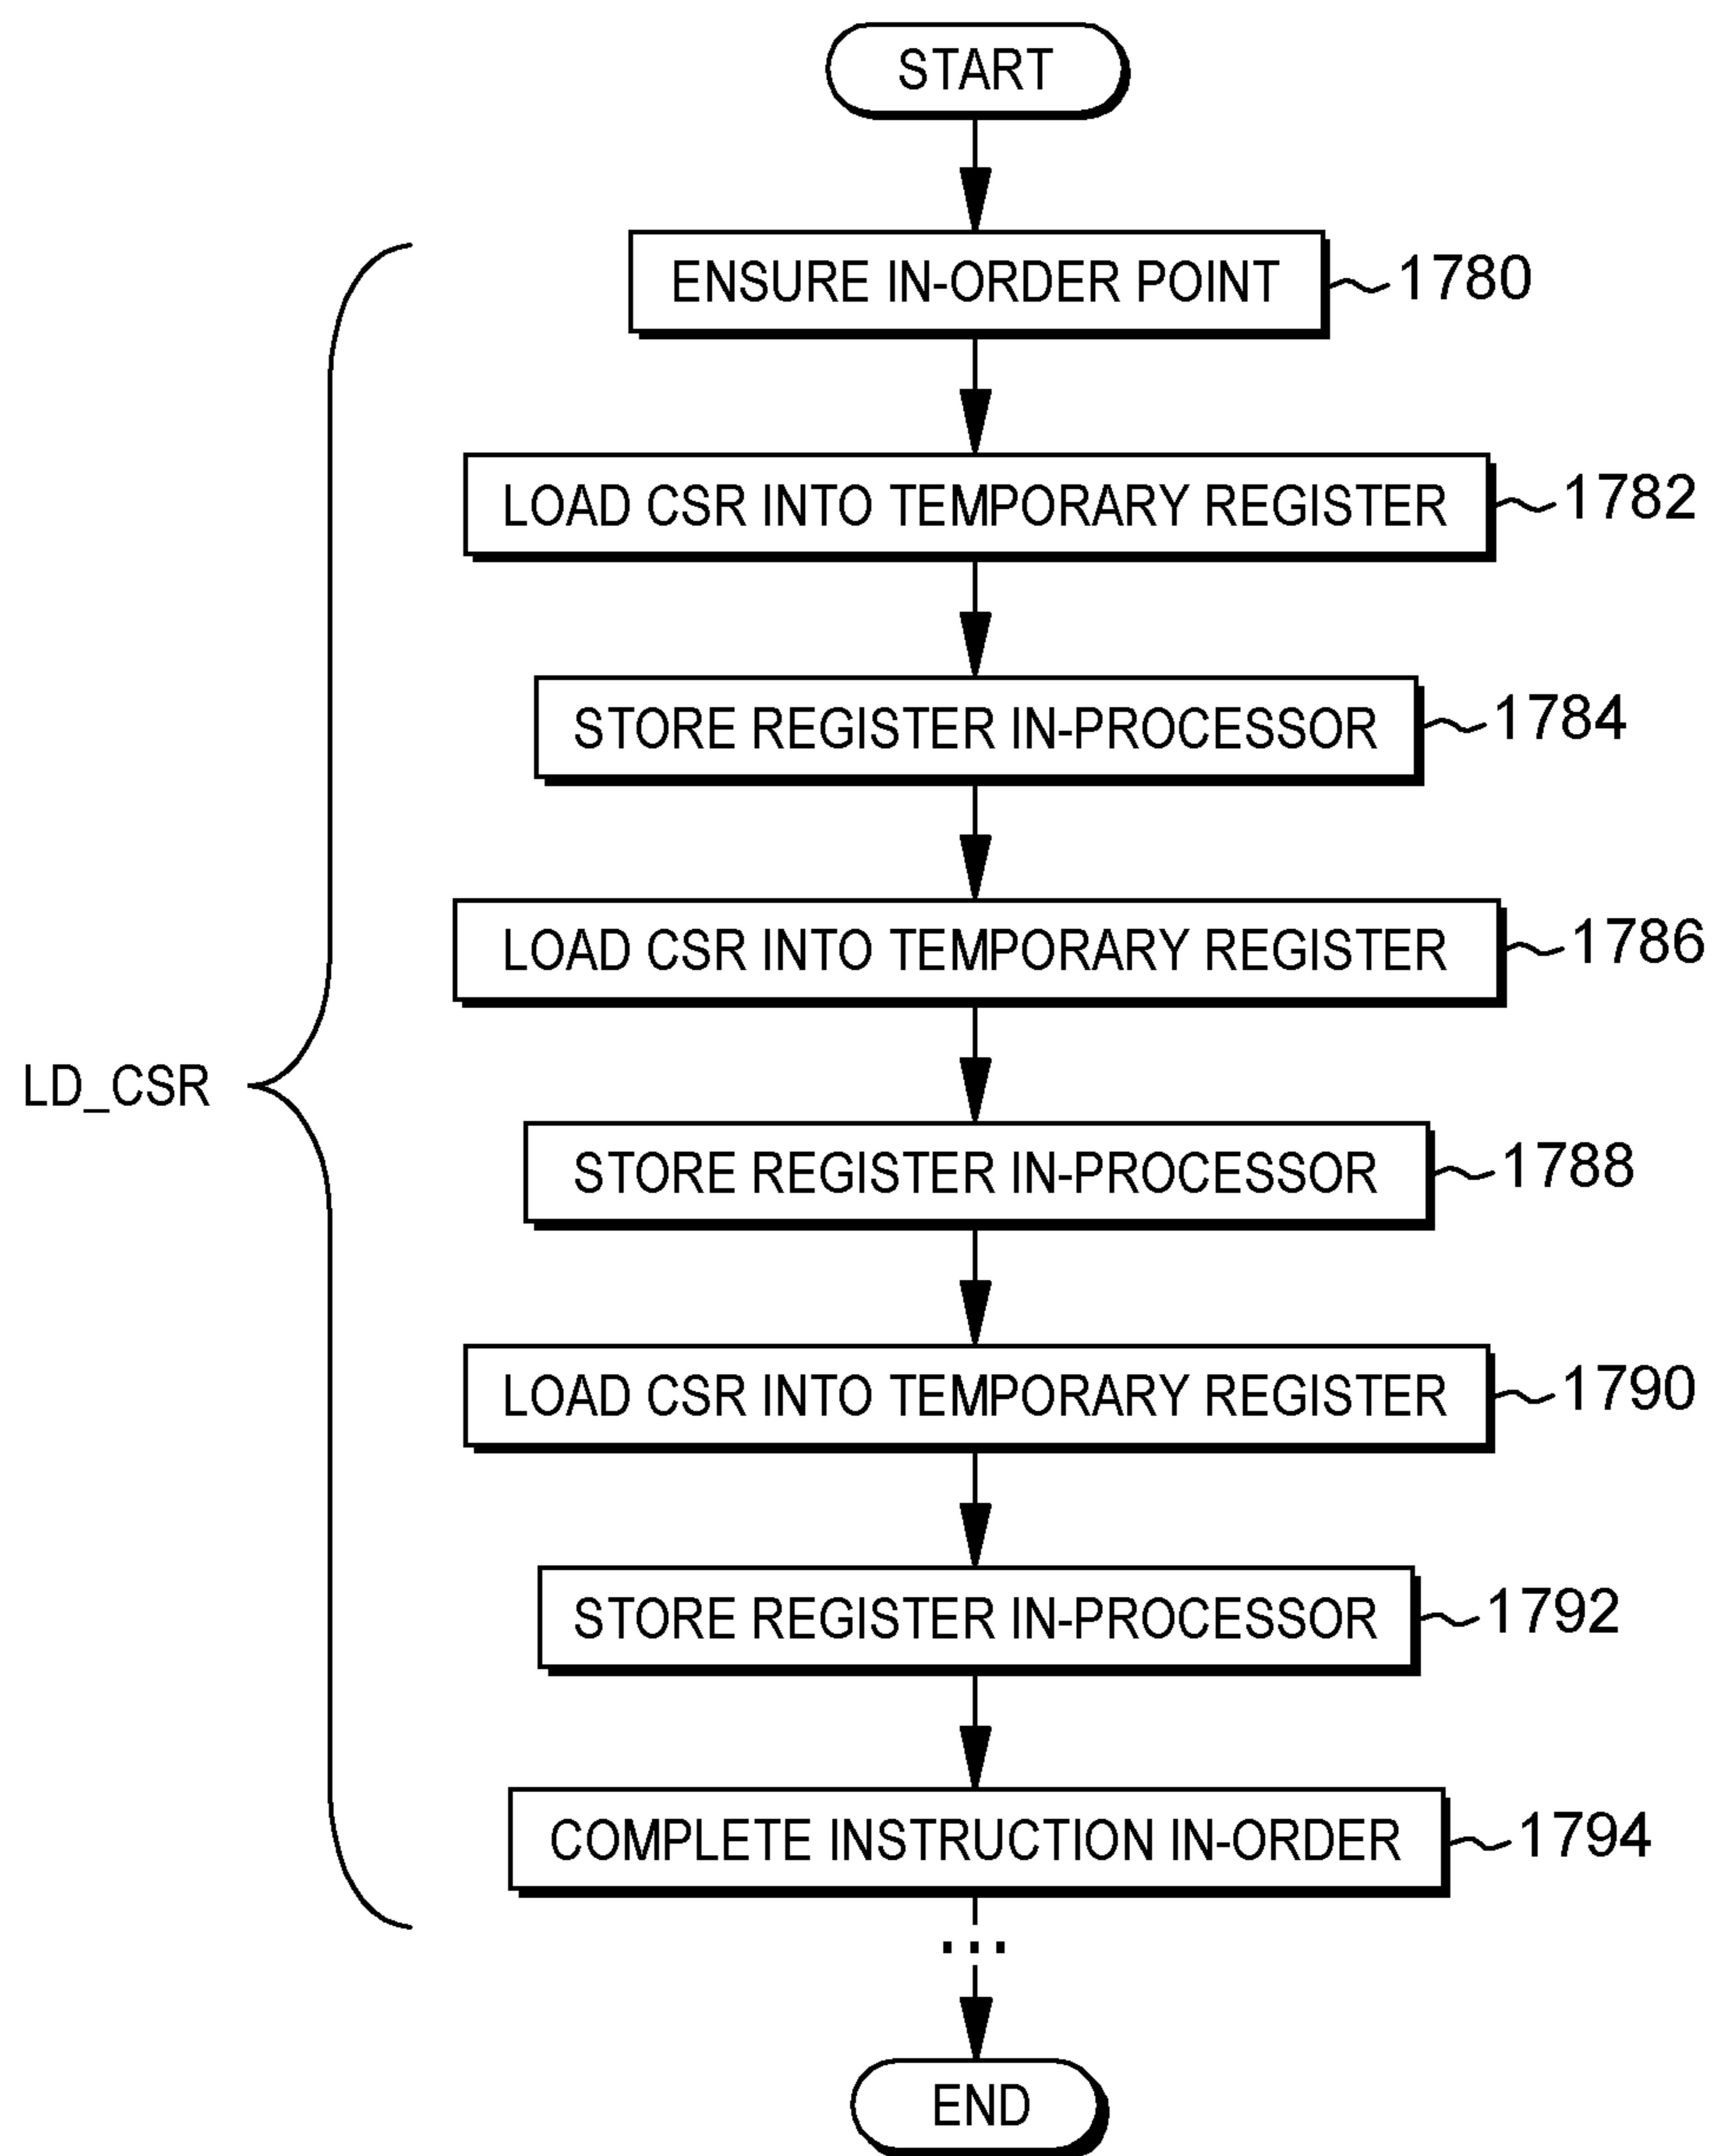 START
ENSURE IN-ORDER POINT
1780
LOAD CSR INTO TEMPORARY REGISTER
1782
STORE REGISTER IN-PROCESSOR
1784
LOAD CSR INTO TEMPORARY REGISTER
1786
LD_CSR
STORE REGISTER IN-PROCESSOR
1788
LOAD CSR INTO TEMPORARY REGISTER
1790
STORE REGISTER IN-PROCESSOR
1792
COMPLETE INSTRUCTION IN-ORDER
1794
...
END